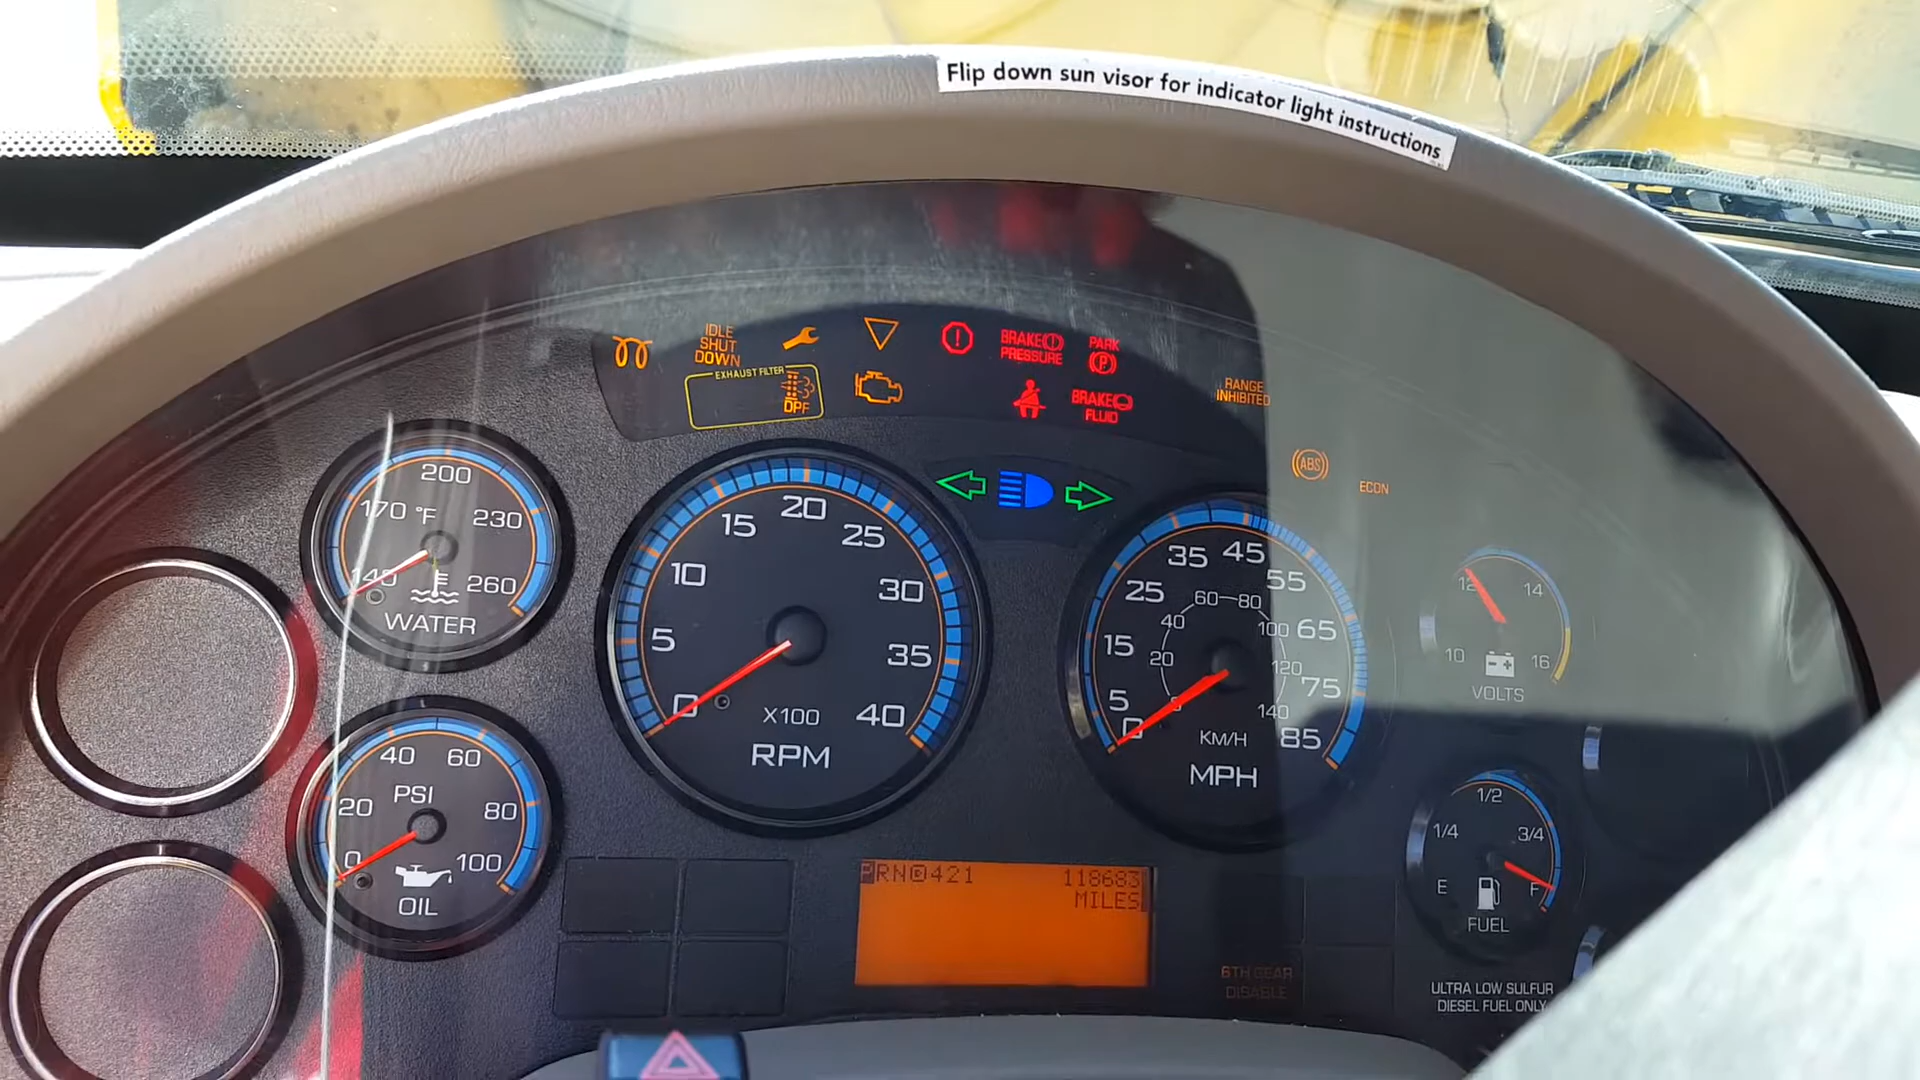 Flip down sun visor for indicator light instructions
IDLE
SHUT
DOWN
EXHAUST FILTER
DPF
BRAKE
PRESSURE
PARK
P
BRAKE
FLUID
RANGE
INHIBITED
ABS
ECON
140
170
200
230
260
°F
WATER
0
20
40
60
80
100
PSI
OIL
0
5
10
15
20
25
30
35
40
X100
RPM
0
5
15
25
35
45
55
65
75
85
0
20
40
60
80
100
120
140
KM/H
MPH
10
12
14
16
VOLTS
E
1/4
1/2
3/4
F
FUEL
PRND421
118683
MILES
6TH GEAR
DISABLE
ULTRA LOW SULFUR
DIESEL FUEL ONLY